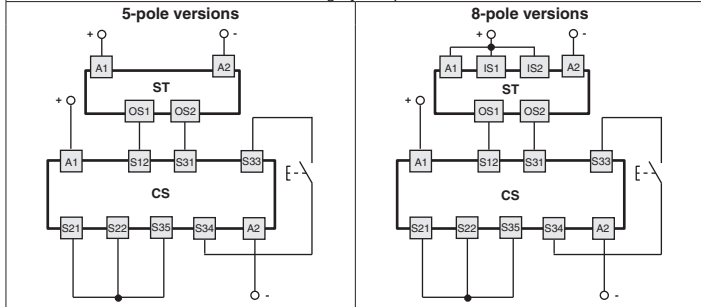 5-pole versions
+ -
A1 A2
ST
OS1 OS2
+
A1 S12 S31 S33
CS
S21 S22 S35 S34 A2
-
8-pole versions
+ -
A1 IS1 IS2 A2
ST
OS1 OS2
+
A1 S12 S31 S33
CS
S21 S22 S35 S34 A2
-